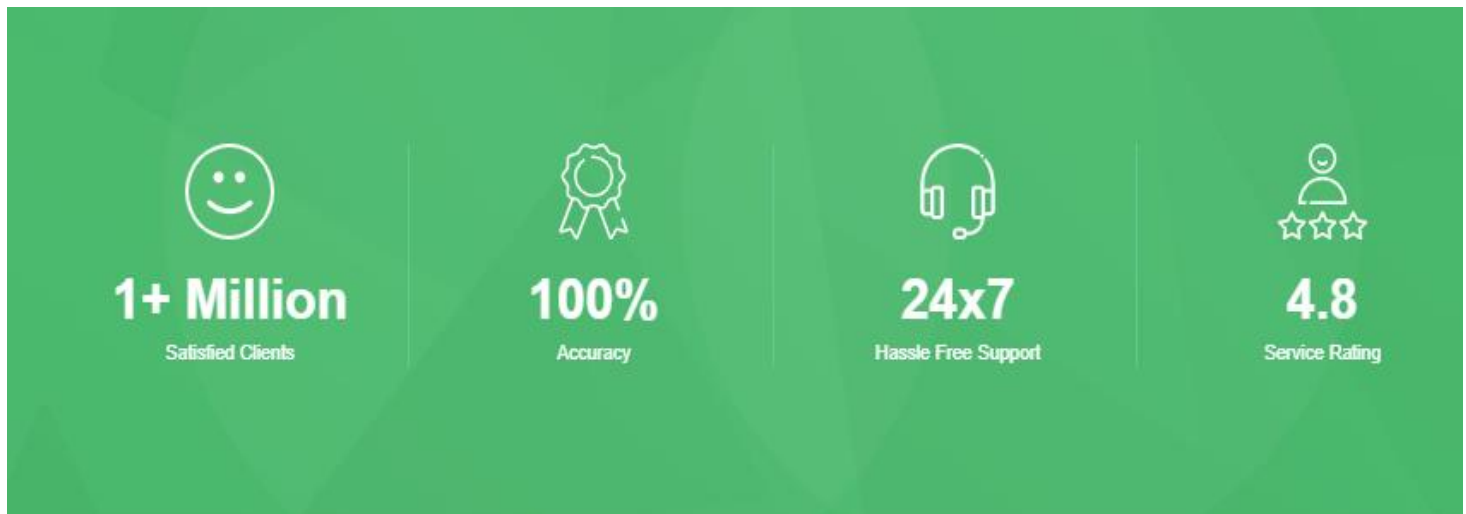 1+ Million
Satisfied Clients
100%
Accuracy
24x7
Hassle Free Support
4.8
Service Rating